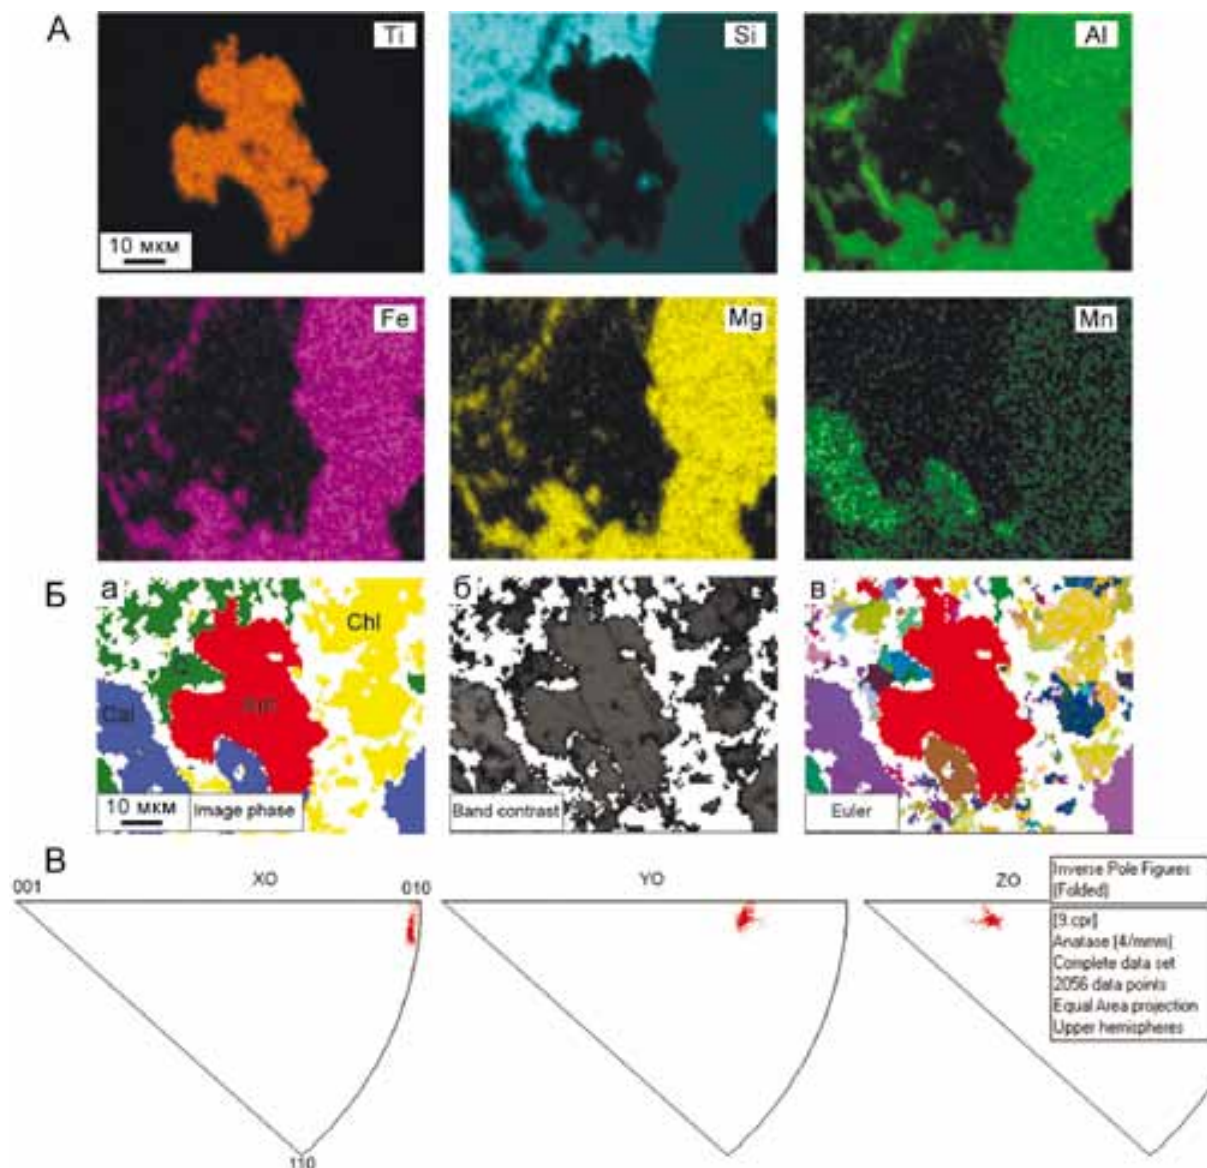 А
Ti
Si
Al
10 мкм
Fe
Mg
Mn
Б
а
б
в
Chl
Cal
10 мкм
Image phase
Band contrast
Euler
В
001
XO
010
YO
ZO
110
Inverse Pole Figures
(Folded)
[9.cpr]
Anatase (4/mmm)
Complete data set
2056 data points
Equal Area projection
Upper hemispheres